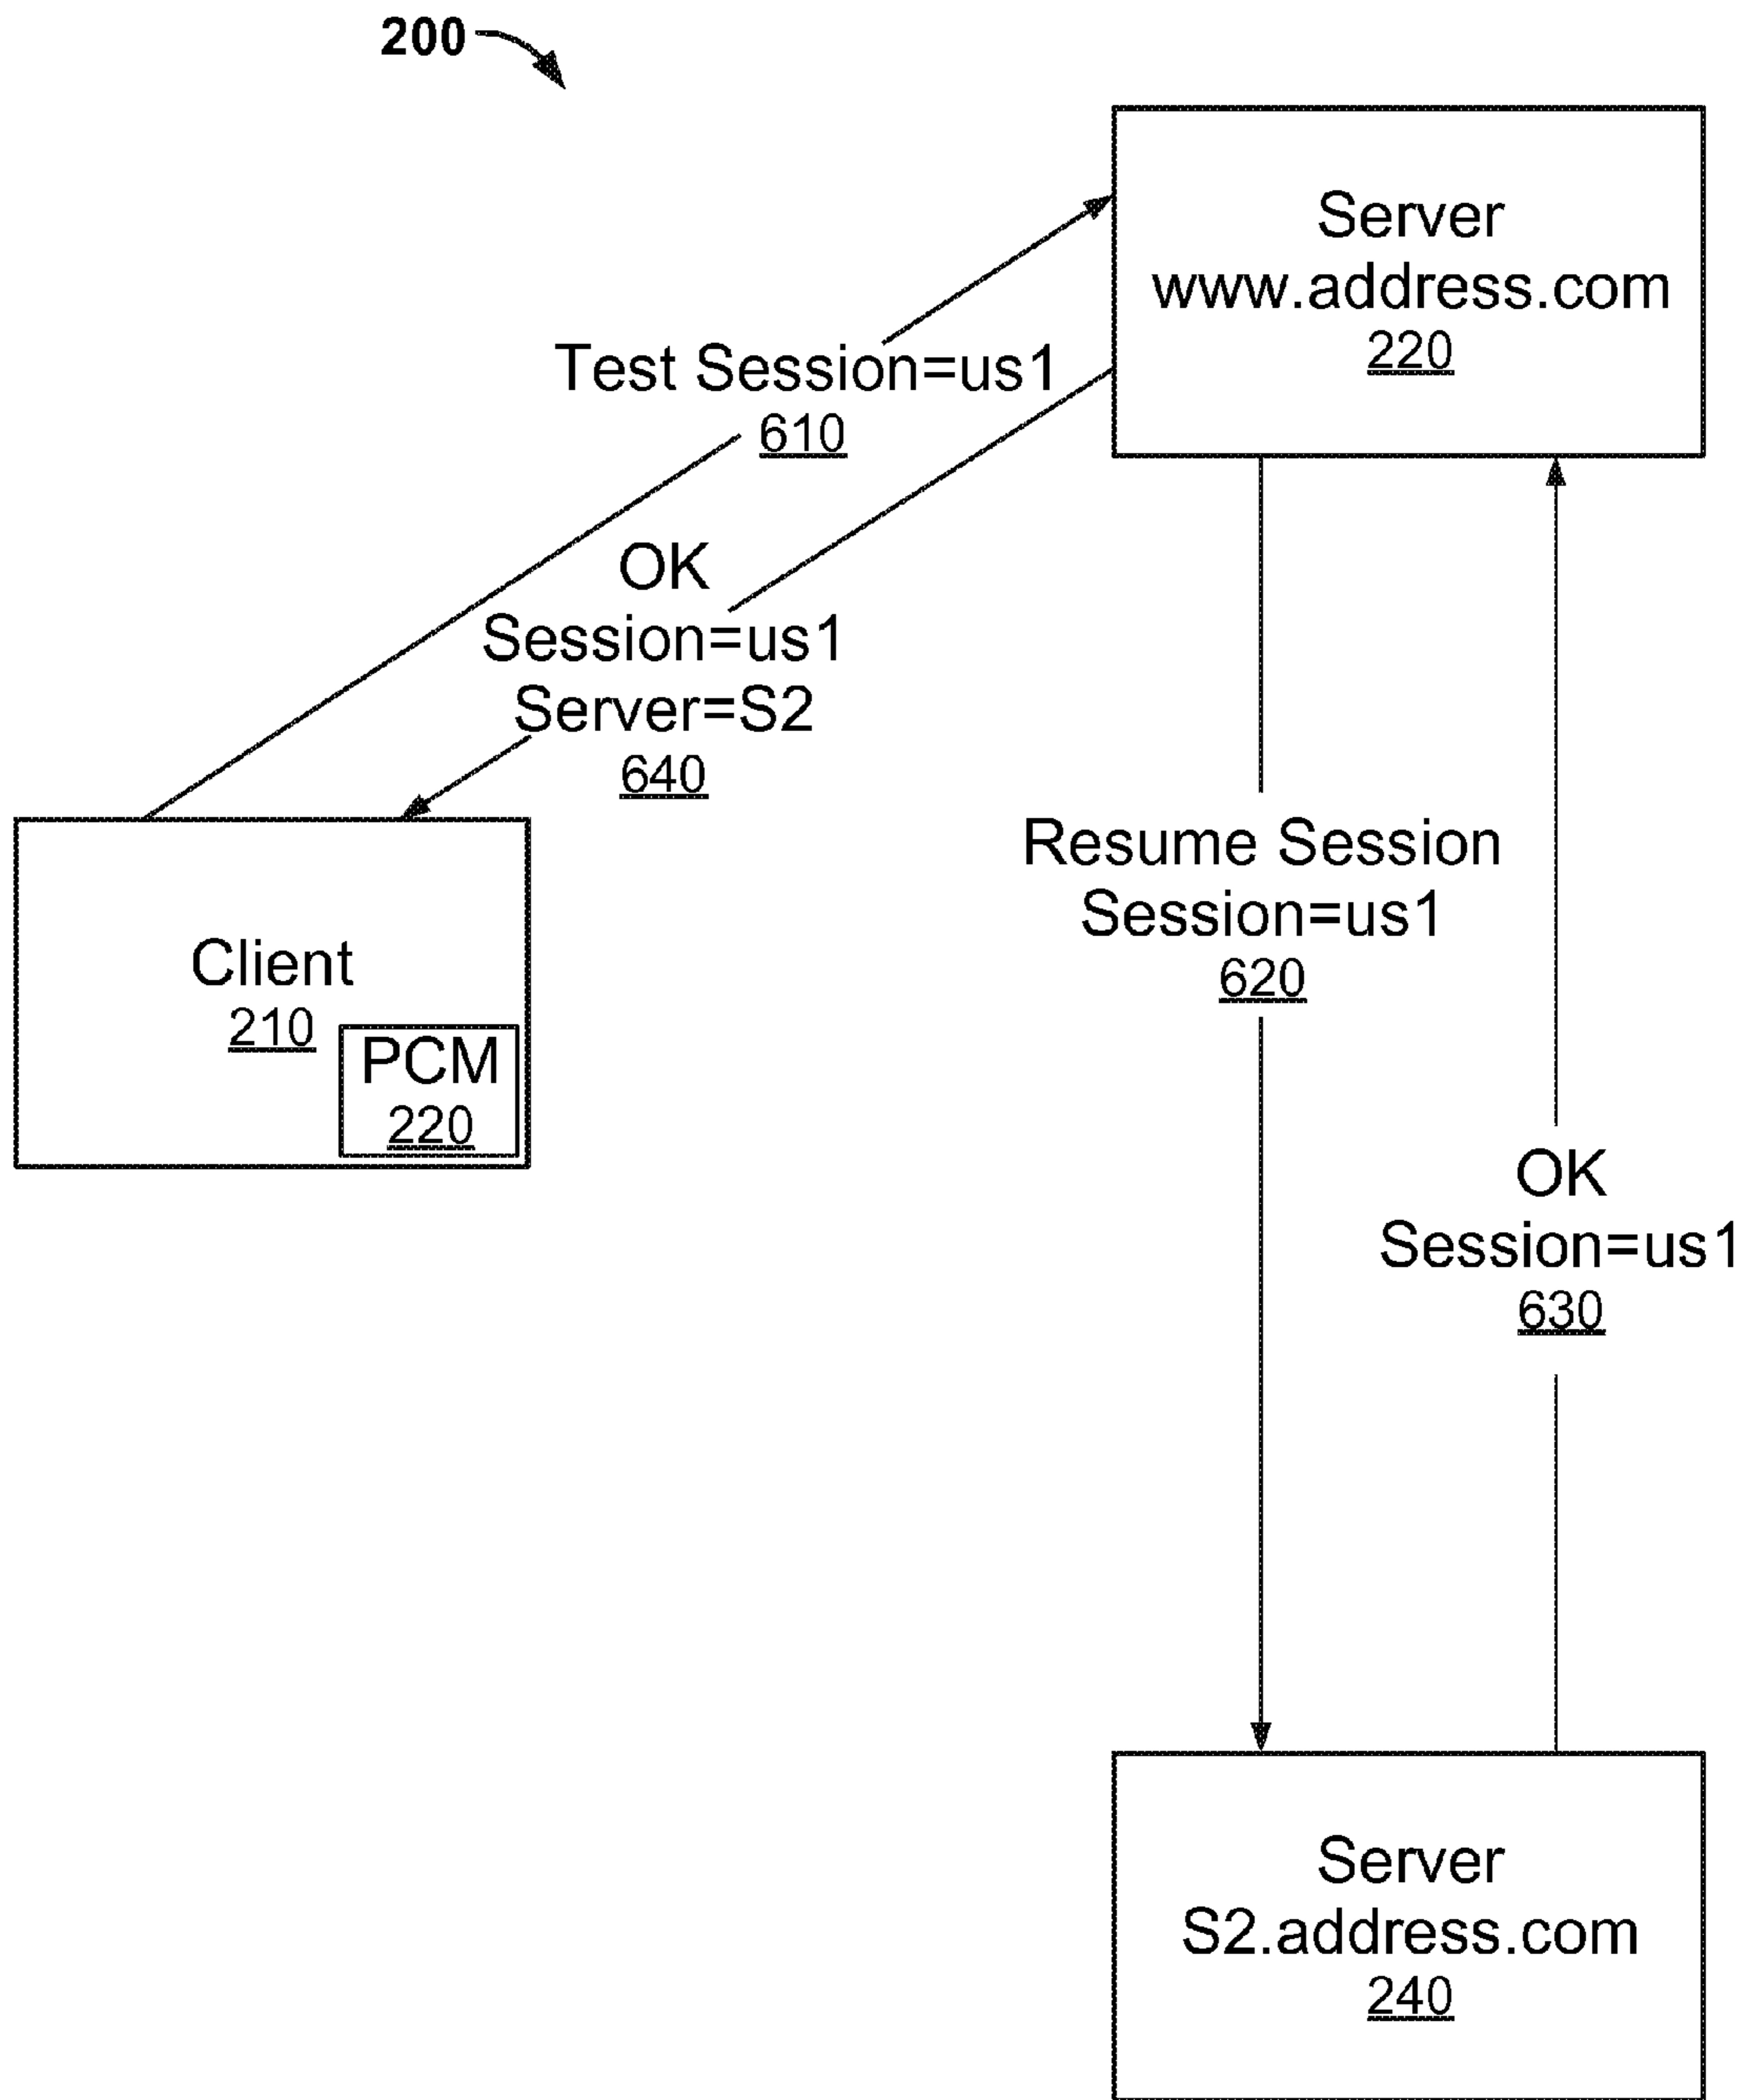 200
Server
www.address.com
220
Test Session=us1
610
OK
Session=us1
Server=S2
640
Resume Session
Session=us1
620
Client
210
PCM
220
OK
Session=us1
630
Server
S2.address.com
240